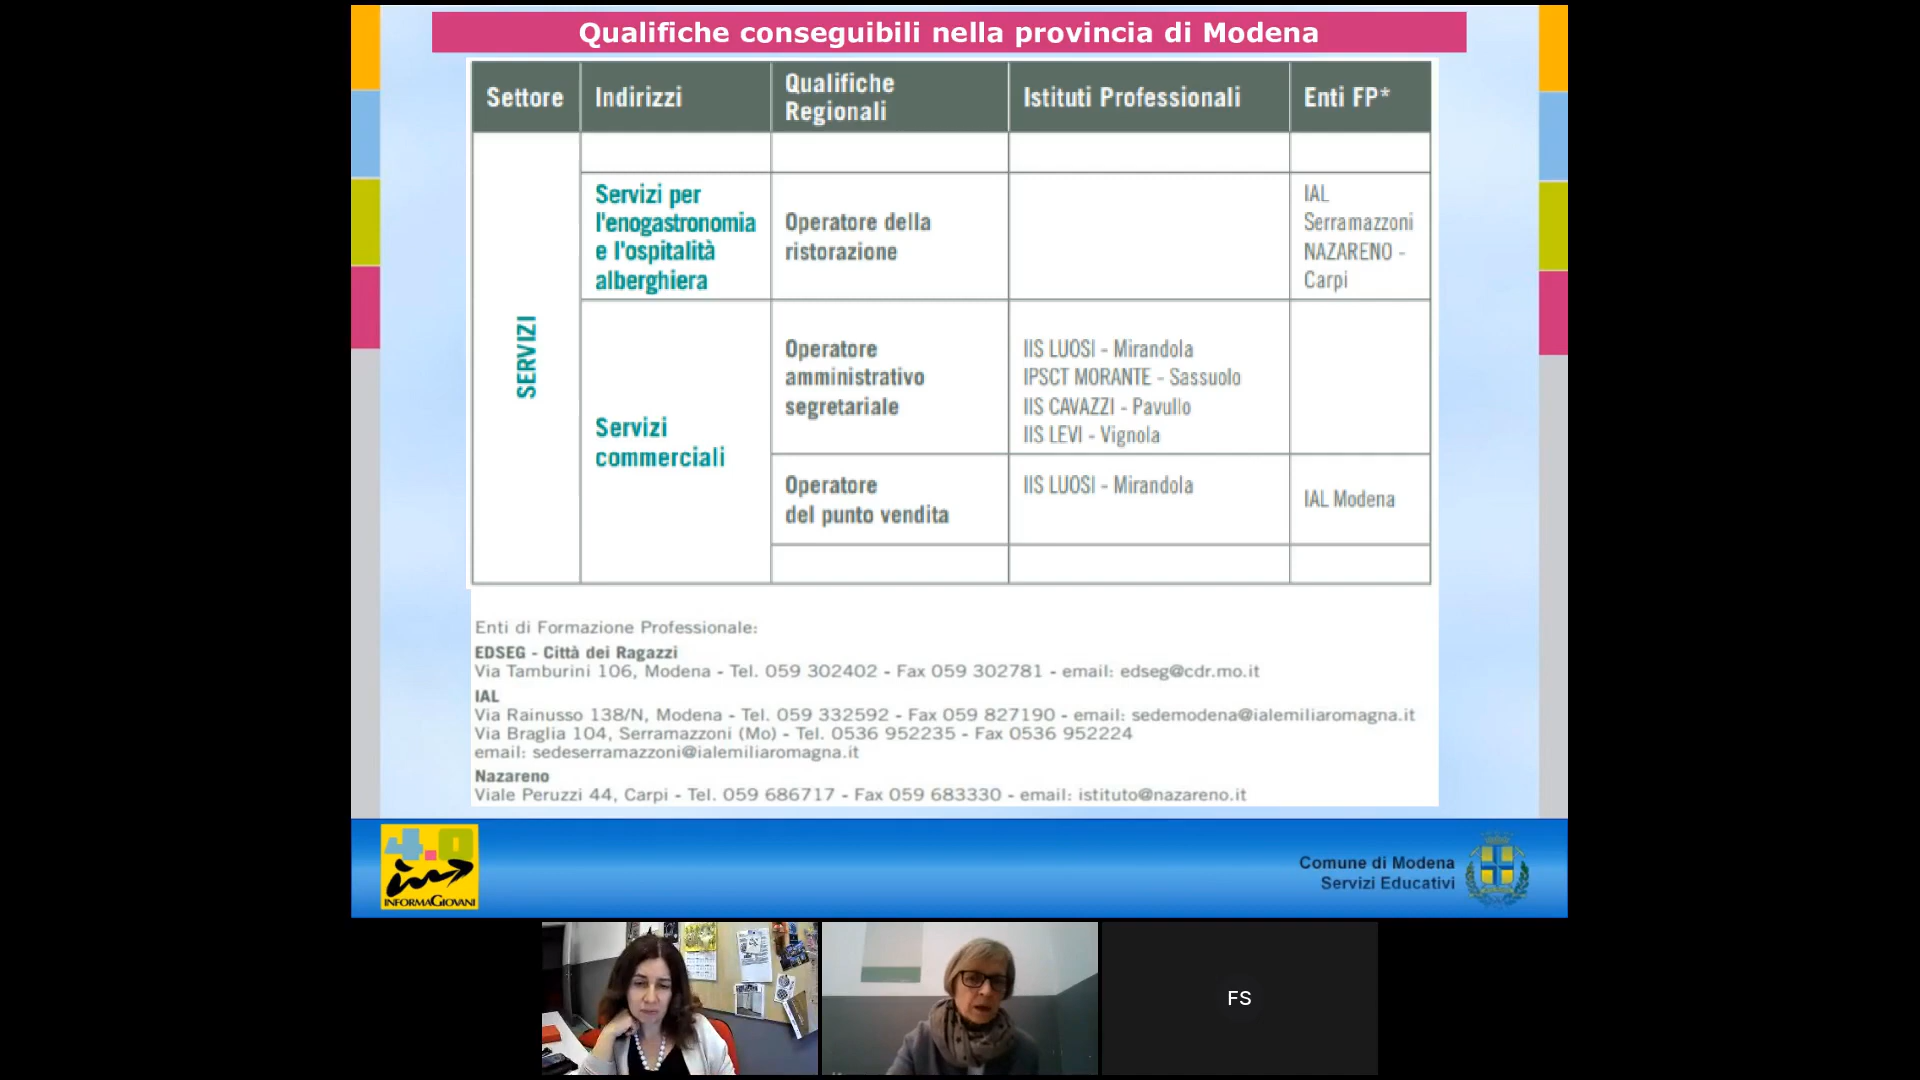 Qualifiche conseguibili nella provincia di Modena
Settore
Indirizzi
Qualifiche
Regionali
Istituti Professionali
Enti FP*
SERVIZI
Servizi per
l'enogastronomia
e l'ospitalità
alberghiera
Operatore della
ristorazione
IAL
Serramazzoni
NAZARENO -
Carpi
Servizi
commerciali
Operatore
amministrativo
segretariale
IIS LUOSI - Mirandola
IPSCT MORANTE - Sassuolo
IIS CAVAZZI - Pavullo
IIS LEVI - Vignola
Operatore
del punto vendita
IIS LUOSI - Mirandola
IAL Modena
Enti di Formazione Professionale:
EDSEG - Città dei Ragazzi
Via Tamburini 106, Modena - Tel. 059 302402 - Fax 059 302781 - email: edseg@cdr.mo.it
IAL
Via Rainusso 138/N, Modena - Tel. 059 332592 - Fax 059 827190 - email: sedemodena@ialemiliaromagna.it
Via Braglia 104, Serramazzoni (Mo) - Tel. 0536 952235 - Fax 0536 952224
email: sedeserramazzoni@ialemiliaromagna.it
Nazareno
Viale Peruzzi 44, Carpi - Tel. 059 686717 - Fax 059 683330 - email: istituto@nazareno.it
4.0
in
INFORMAGIOVANI
Comune di Modena
Servizi Educativi
FS